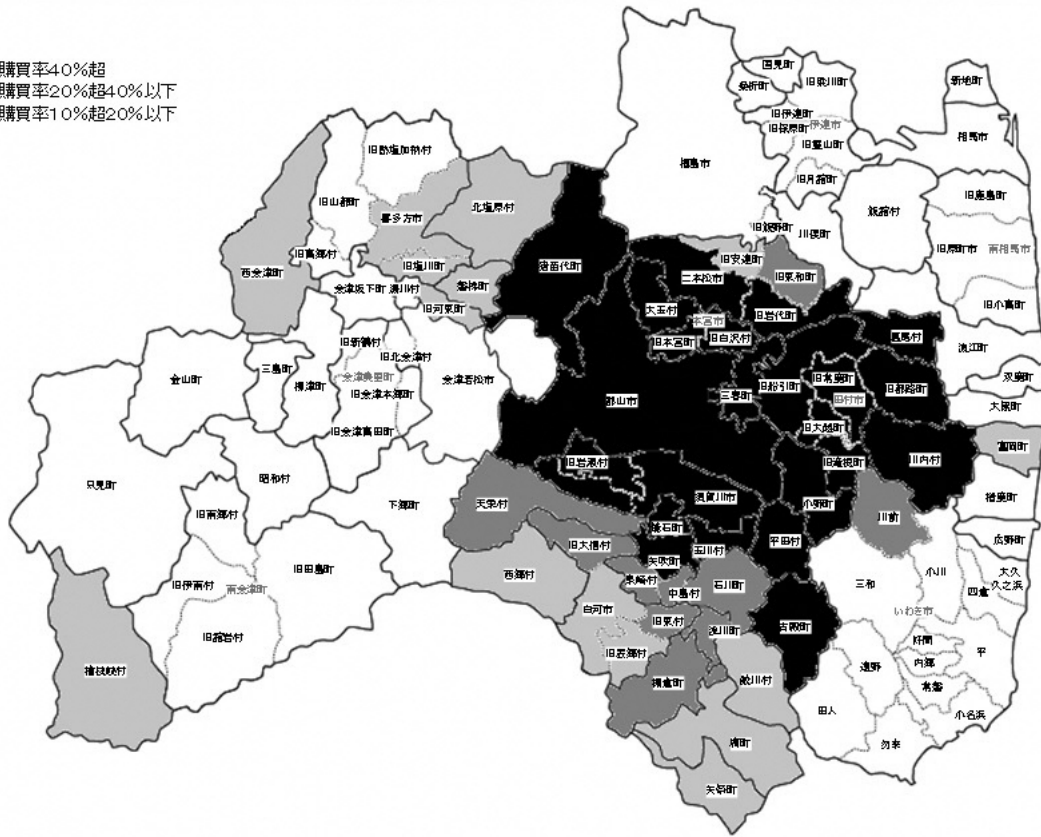 購買率40％超
購買率20％超40％以下
購買率10％超20％以下
国見町
桑折町
旧梁川町
新地町
旧伊達町
旧保原町
伊達市
旧霊山町
旧月舘町
相馬市
福島市
飯舘村
旧鹿島町
旧飯野町
川俣町
旧原町市
南相馬市
旧小高町
旧熱塩加納村
旧山都町
喜多方市
北塩原村
旧高郷村
旧塩川町
西会津町
会津坂下町
湯川村
磐梯町
旧河東町
猪苗代町
旧安達町
二本松市
旧東和町
大玉村
本宮市
旧岩代町
旧本宮町
旧白沢村
葛尾村
浪江町
双葉町
大熊町
富岡町
楢葉町
広野町
金山町
三島町
柳津町
旧新鶴村
旧北会津村
会津美里町
旧会津本郷町
旧会津高田町
会津若松市
郡山市
三春町
旧船引町
旧常葉町
田村市
旧都路町
旧大越町
旧滝根町
川内村
只見町
昭和村
下郷町
旧南郷村
旧伊南村
南会津町
旧田島町
旧舘岩村
檜枝岐村
旧岩瀬村
天栄村
須賀川市
小野町
川前
鏡石町
旧大信村
矢吹町
玉川村
平田村
西郷村
泉崎村
中島村
石川町
白河市
旧東村
浅川町
古殿町
旧表郷村
棚倉町
鮫川村
塙町
矢祭町
三和
小川
大久
久之浜
四倉
いわき市
好間
内郷
平
遠野
常磐
小名浜
田人
勿来